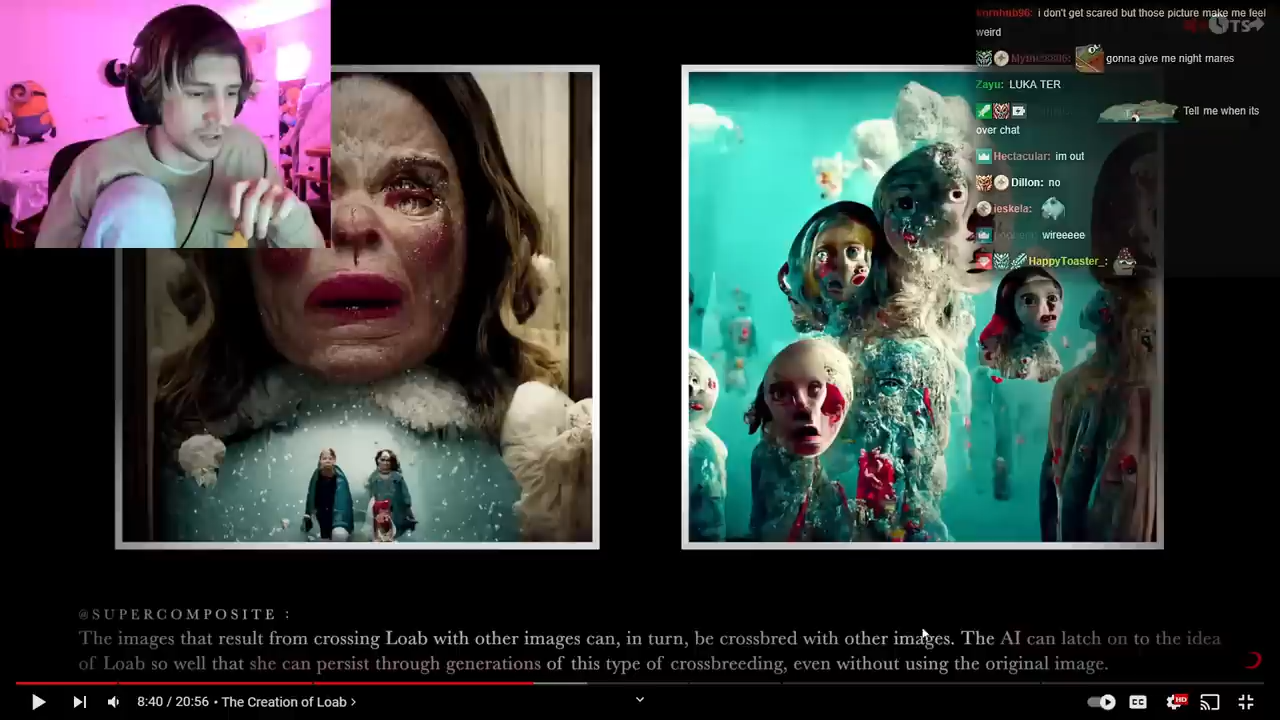 i don't get scared but those picture make me feel
weird
gonna give me night mares
Zayu: LUKA TER
Tell me when its
over chat
Hectacular: im out
Dillon: no
ieskela:
wireeeee
HappyToaster_:
@SUPERCOMPOSITE :
The images that result from crossing Loab with other images can, in turn, be crossbred with other images. The AI can latch on to the idea
of Loab so well that she can persist through generations of this type of crossbreeding, even without using the original image.
8:40 / 20:56 • The Creation of Loab >
CC
HD